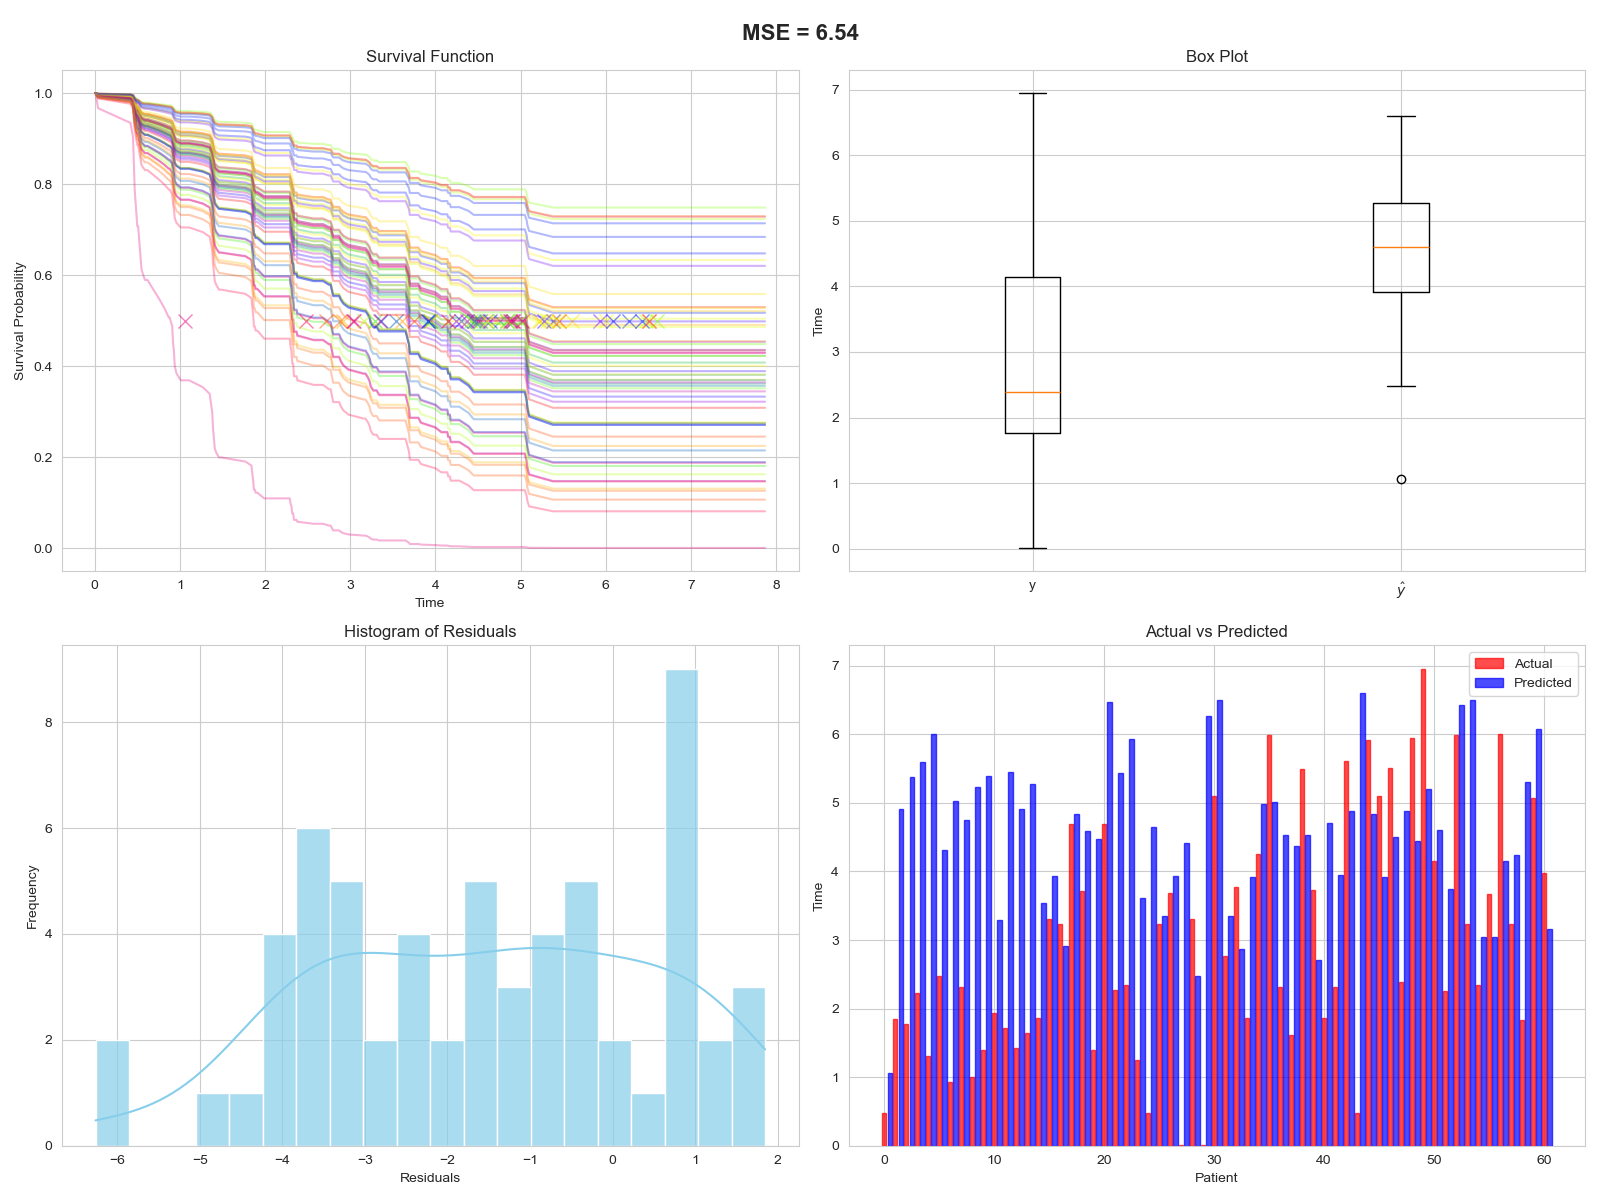 MSE = 6.54
Survival Function
Survival Probability
1.0
0.8
0.6
0.4
0.2
0.0
0 1 2 3 4 5 6 7 8
Time
Box Plot
Time
7
6
5
4
3
2
1
0
y ŷ
Histogram of Residuals
Frequency
8
6
4
2
0
−6 −5 −4 −3 −2 −1 0 1 2
Residuals
Actual vs Predicted
Actual
Predicted
Time
7
6
5
4
3
2
1
0
0 10 20 30 40 50 60
Patient